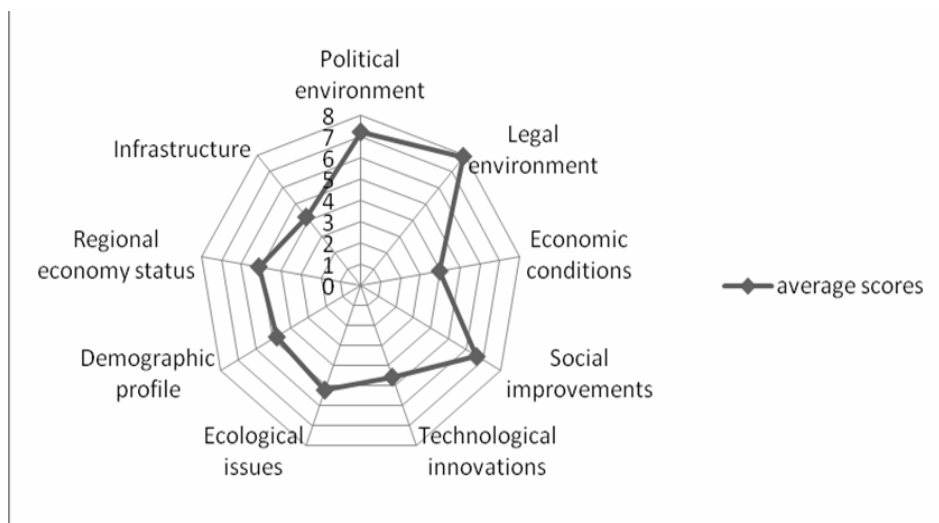 Political
environment
8
7
6
5
4
3
2
1
0
Legal
environment
Economic
conditions
Social
improvements
Technological
innovations
Ecological
issues
Demographic
profile
Regional
economy status
Infrastructure
average scores